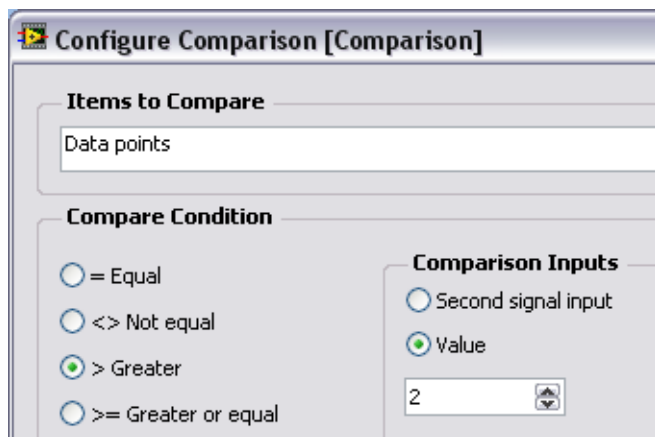 Configure Comparison [Comparison]
Items to Compare
Data points
Compare Condition
= Equal
<> Not equal
> Greater
>= Greater or equal
Comparison Inputs
Second signal input
Value
2